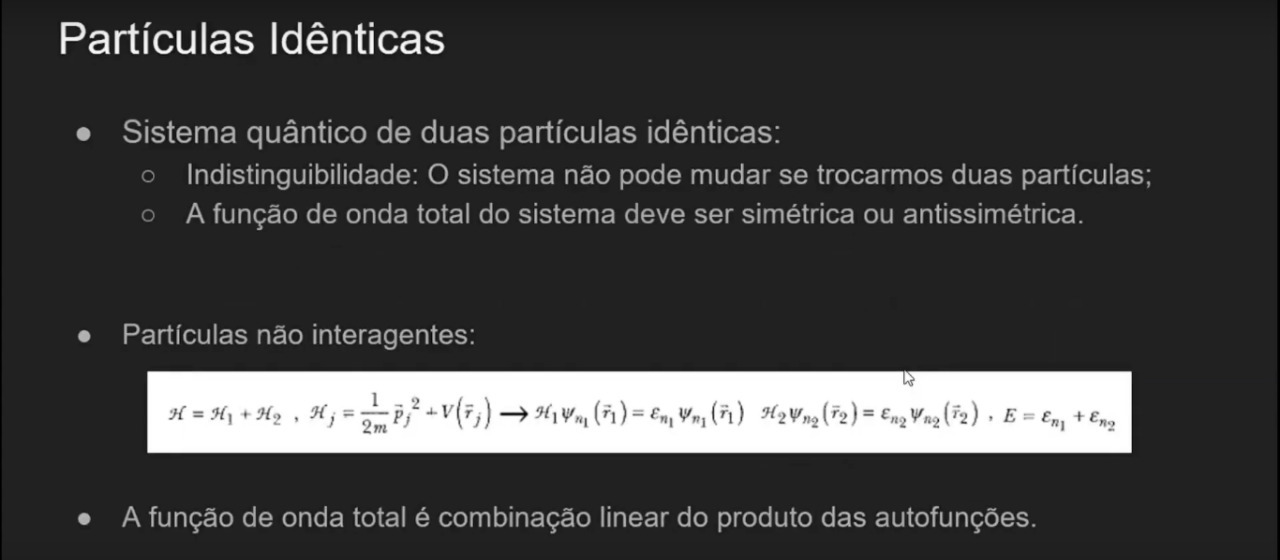 Partículas Idênticas
● Sistema quântico de duas partículas idênticas:
○ Indistinguibilidade: O sistema não pode mudar se trocarmos duas partículas;
○ A função de onda total do sistema deve ser simétrica ou antissimétrica.
● Partículas não interagentes:
ℋ = ℋ₁ + ℋ₂ , ℋⱼ = 1/2m p⃗ⱼ² + V(r⃗ⱼ) → ℋ₁ψₙ₁(r⃗₁) = εₙ₁ψₙ₁(r⃗₁) ℋ₂ψₙ₂(r⃗₂) = εₙ₂ψₙ₂(r⃗₂) , E = εₙ₁ + εₙ₂
● A função de onda total é combinação linear do produto das autofunções.